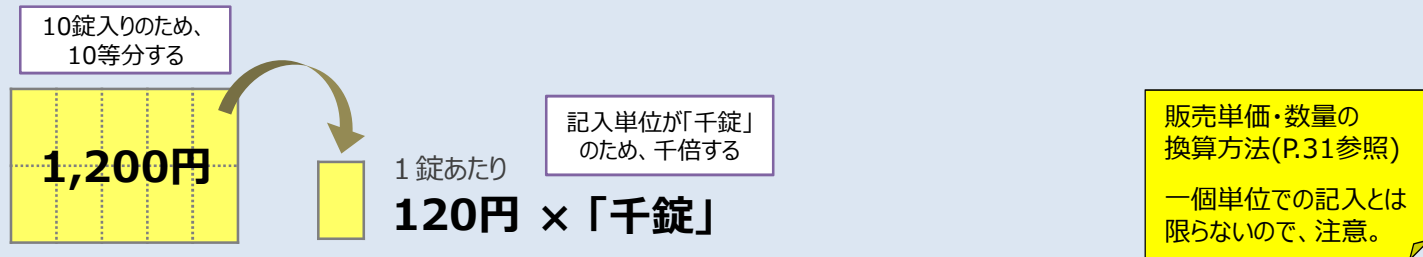 10錠入りのため、
10等分する
1,200円
1錠あたり
120円 ×「千錠」
記入単位が「千錠」
のため、千倍する
販売単価・数量の
換算方法(P.31参照)
一個単位での記入とは
限らないので、注意。